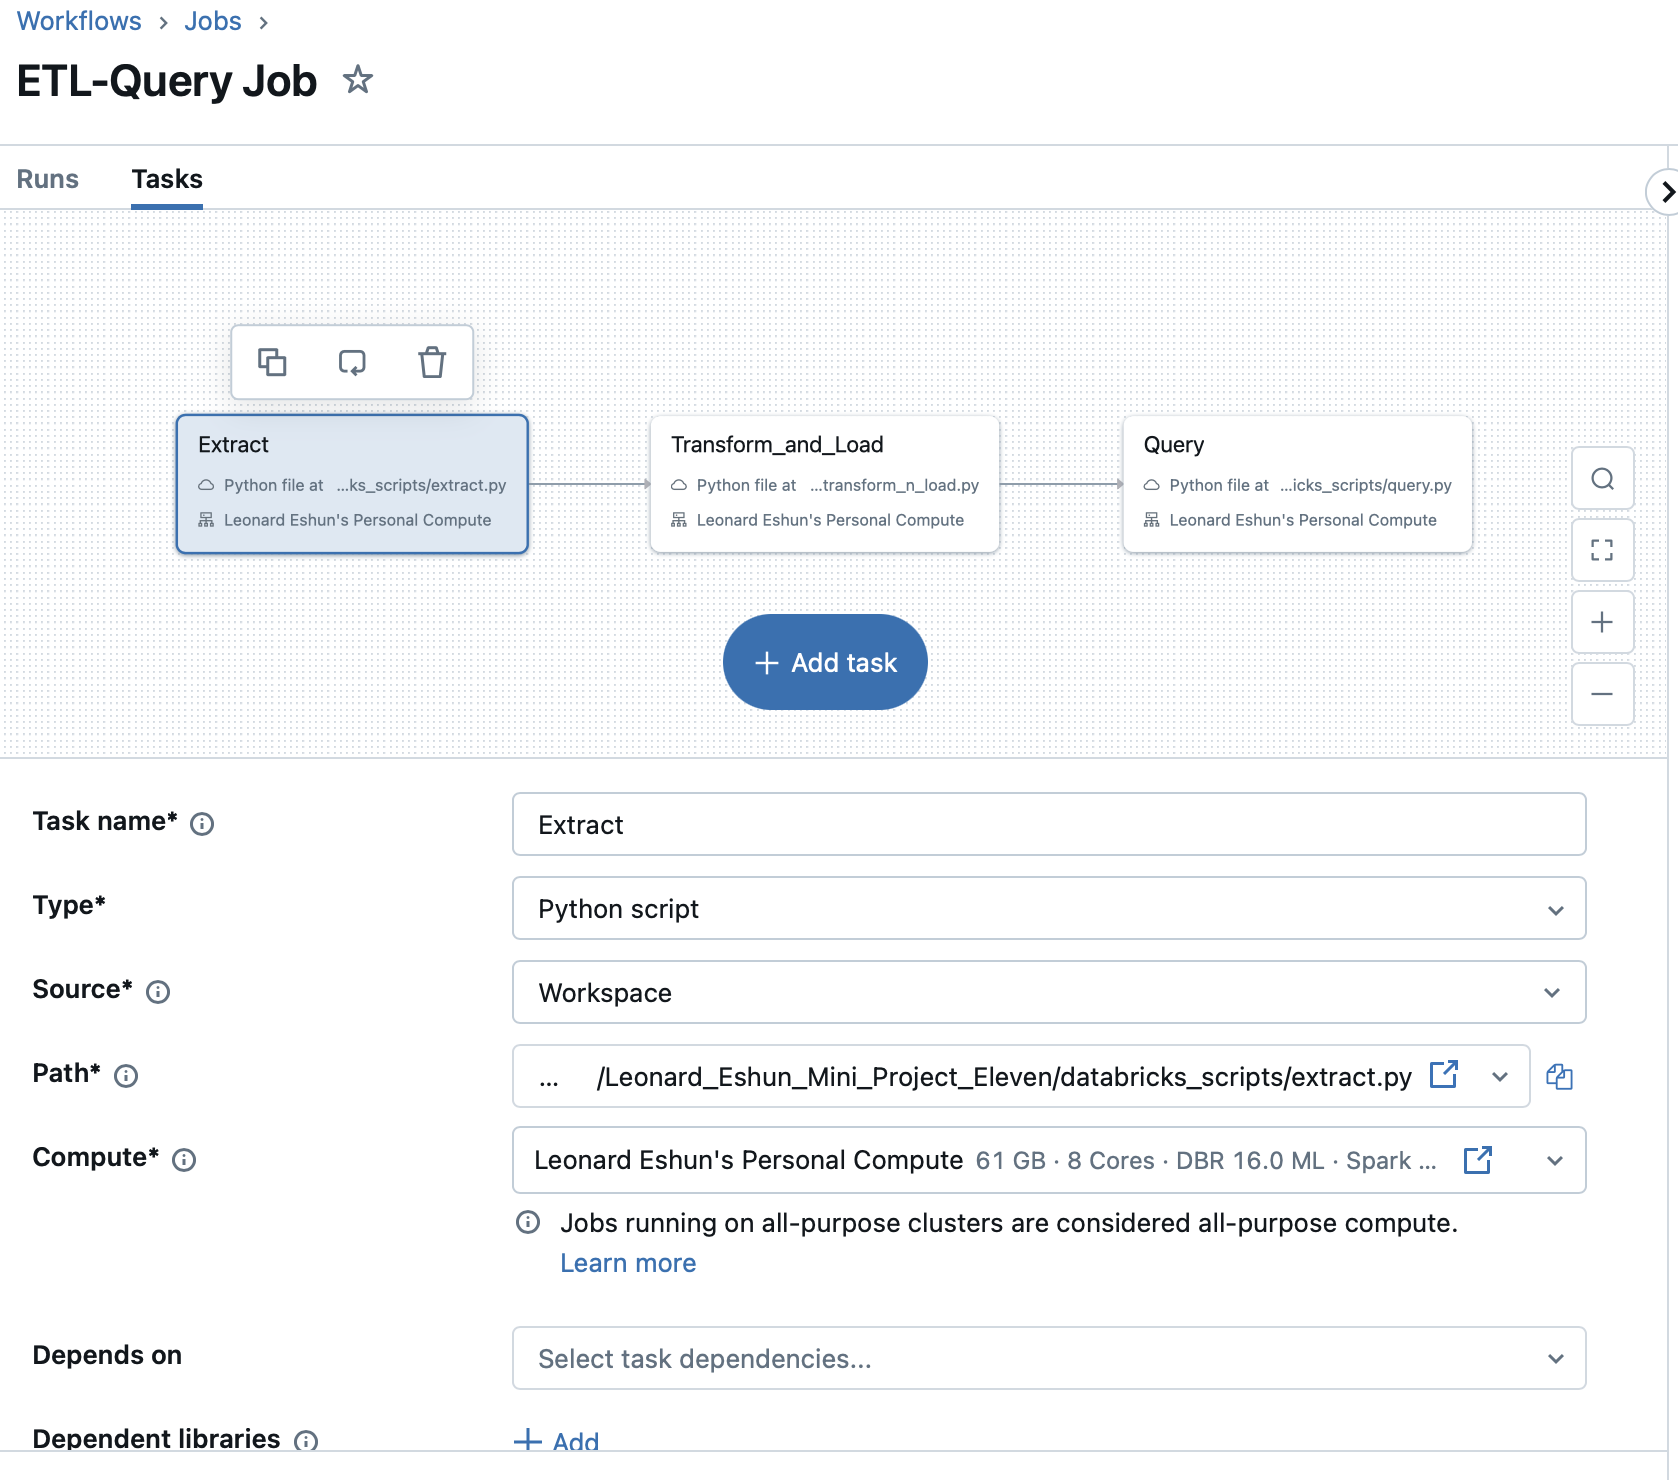 Workflows > Jobs >
ETL-Query Job
Runs Tasks
Extract
Python file at ...ks_scripts/extract.py
Leonard Eshun's Personal Compute
Transform_and_Load
Python file at ...transform_n_load.py
Leonard Eshun's Personal Compute
Query
Python file at ...icks_scripts/query.py
Leonard Eshun's Personal Compute
+ Add task
Task name* Extract
Type* Python script
Source* Workspace
Path* ... /Leonard_Eshun_Mini_Project_Eleven/databricks_scripts/extract.py
Compute* Leonard Eshun's Personal Compute 61 GB · 8 Cores · DBR 16.0 ML · Spark ...
Jobs running on all-purpose clusters are considered all-purpose compute.
Learn more
Depends on Select task dependencies...
Dependent libraries + Add